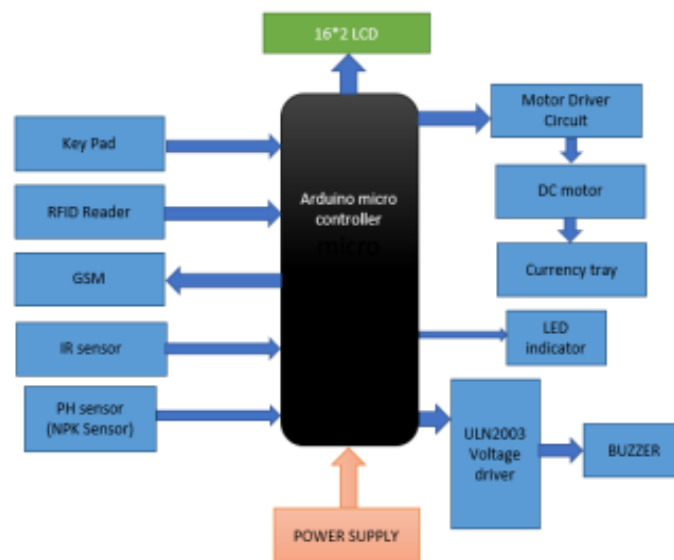 16*2 LCD
Key Pad
RFID Reader
GSM
IR sensor
PH sensor
(NPK Sensor)
Arduino micro
controller
micro
Motor Driver
Circuit
DC motor
Currency tray
LED
indicator
ULN2003
Voltage
driver
BUZZER
POWER SUPPLY